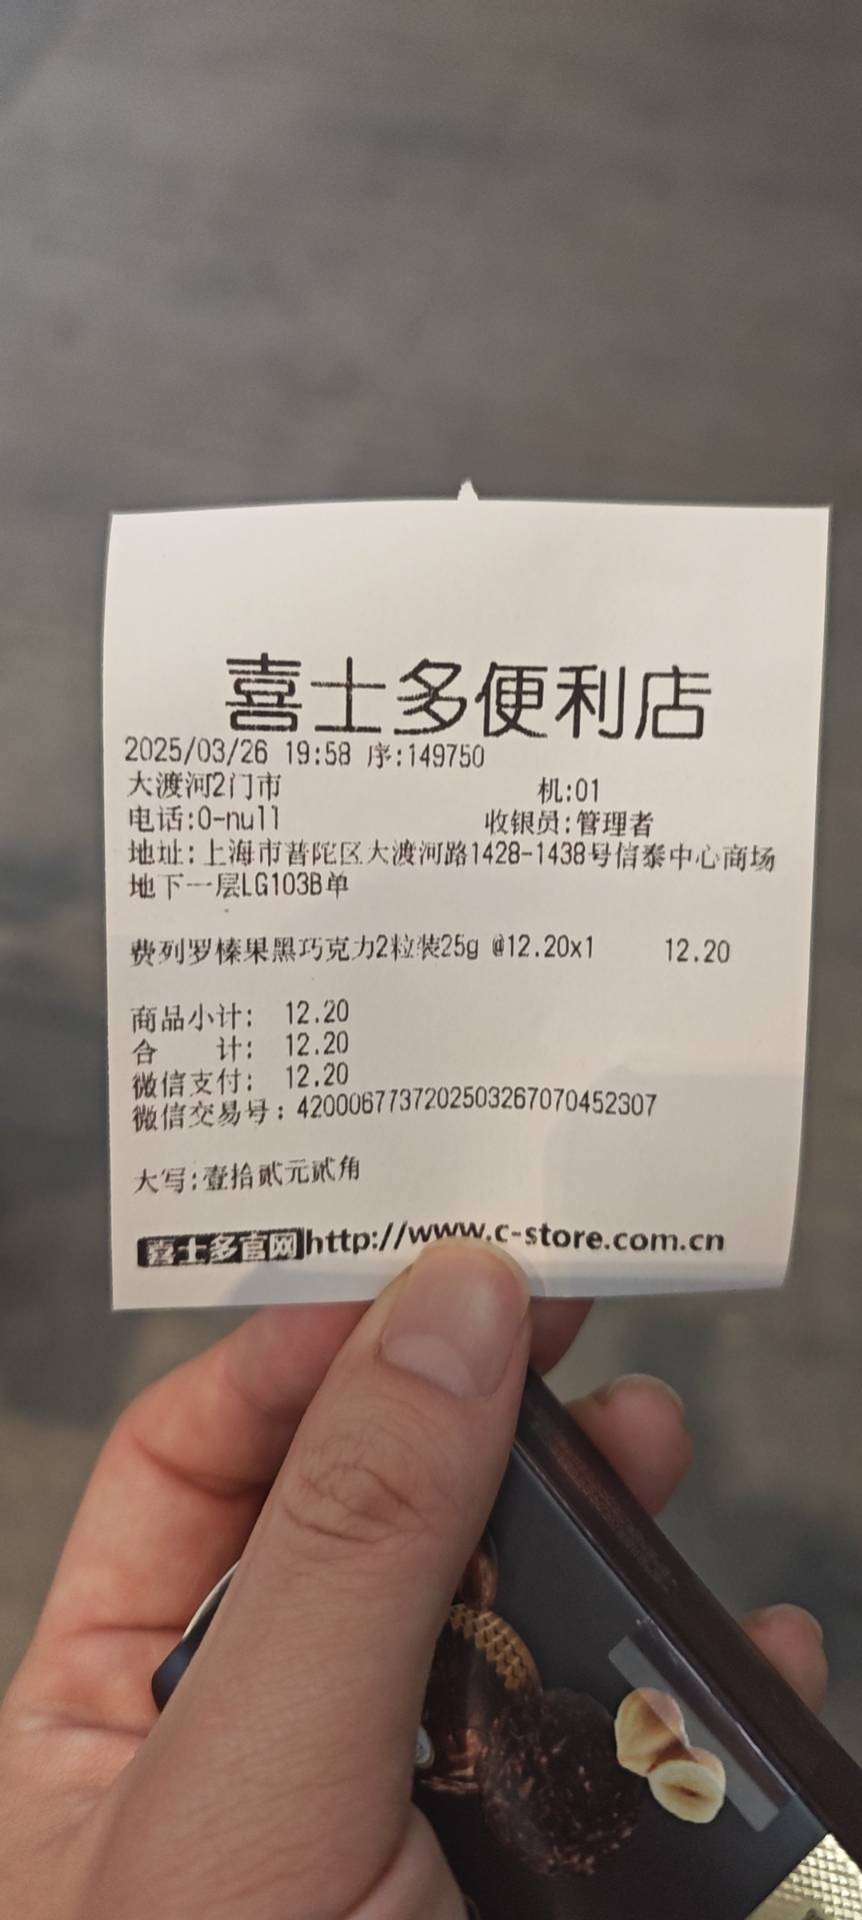 喜士多便利店
2025/03/26 19:58 序:149750
大渡河2门市 机:01
电话:0-null 收银员:管理者
地址:上海市普陀区大渡河路1428-1438号信泰中心商场
地下一层LG103B单
费列罗榛果黑巧克力2粒装25g @12.20x1 12.20
商品小计: 12.20
合 计: 12.20
微信支付: 12.20
微信交易号:4200067737202503267070452307
大写:壹拾贰元贰角
喜士多官网http://www.c-store.com.cn